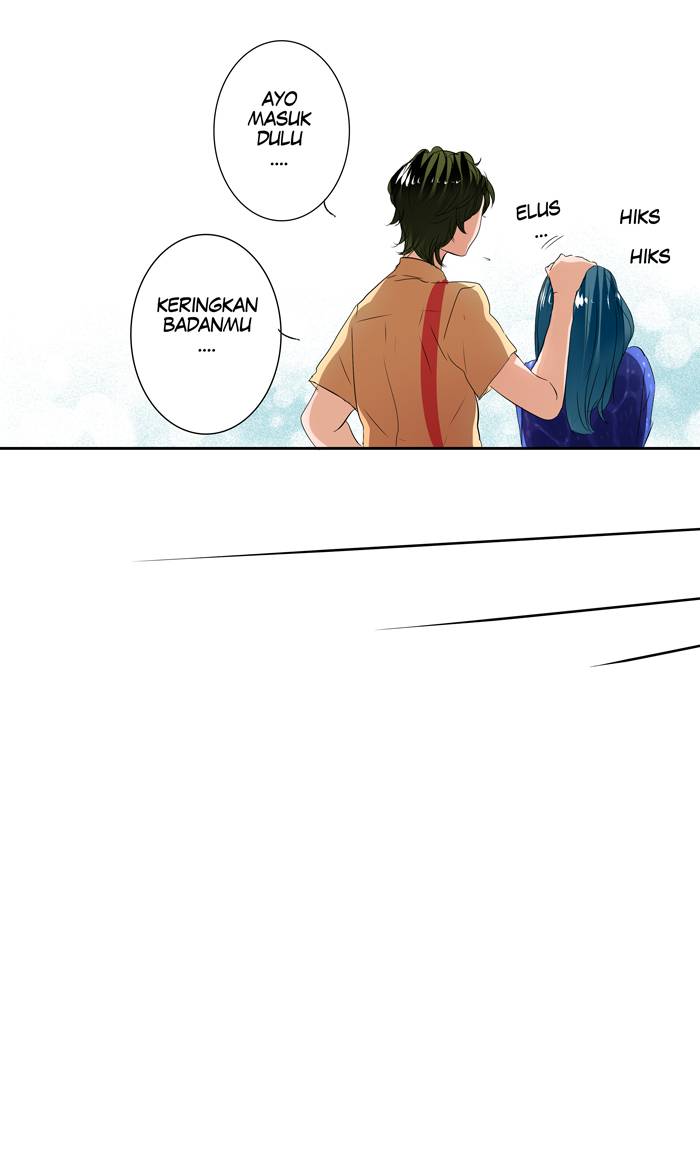 AYO
MASUK
DULU
....
ELUS
...
HIKS
HIKS
KERINGKAN
BADANMU
....